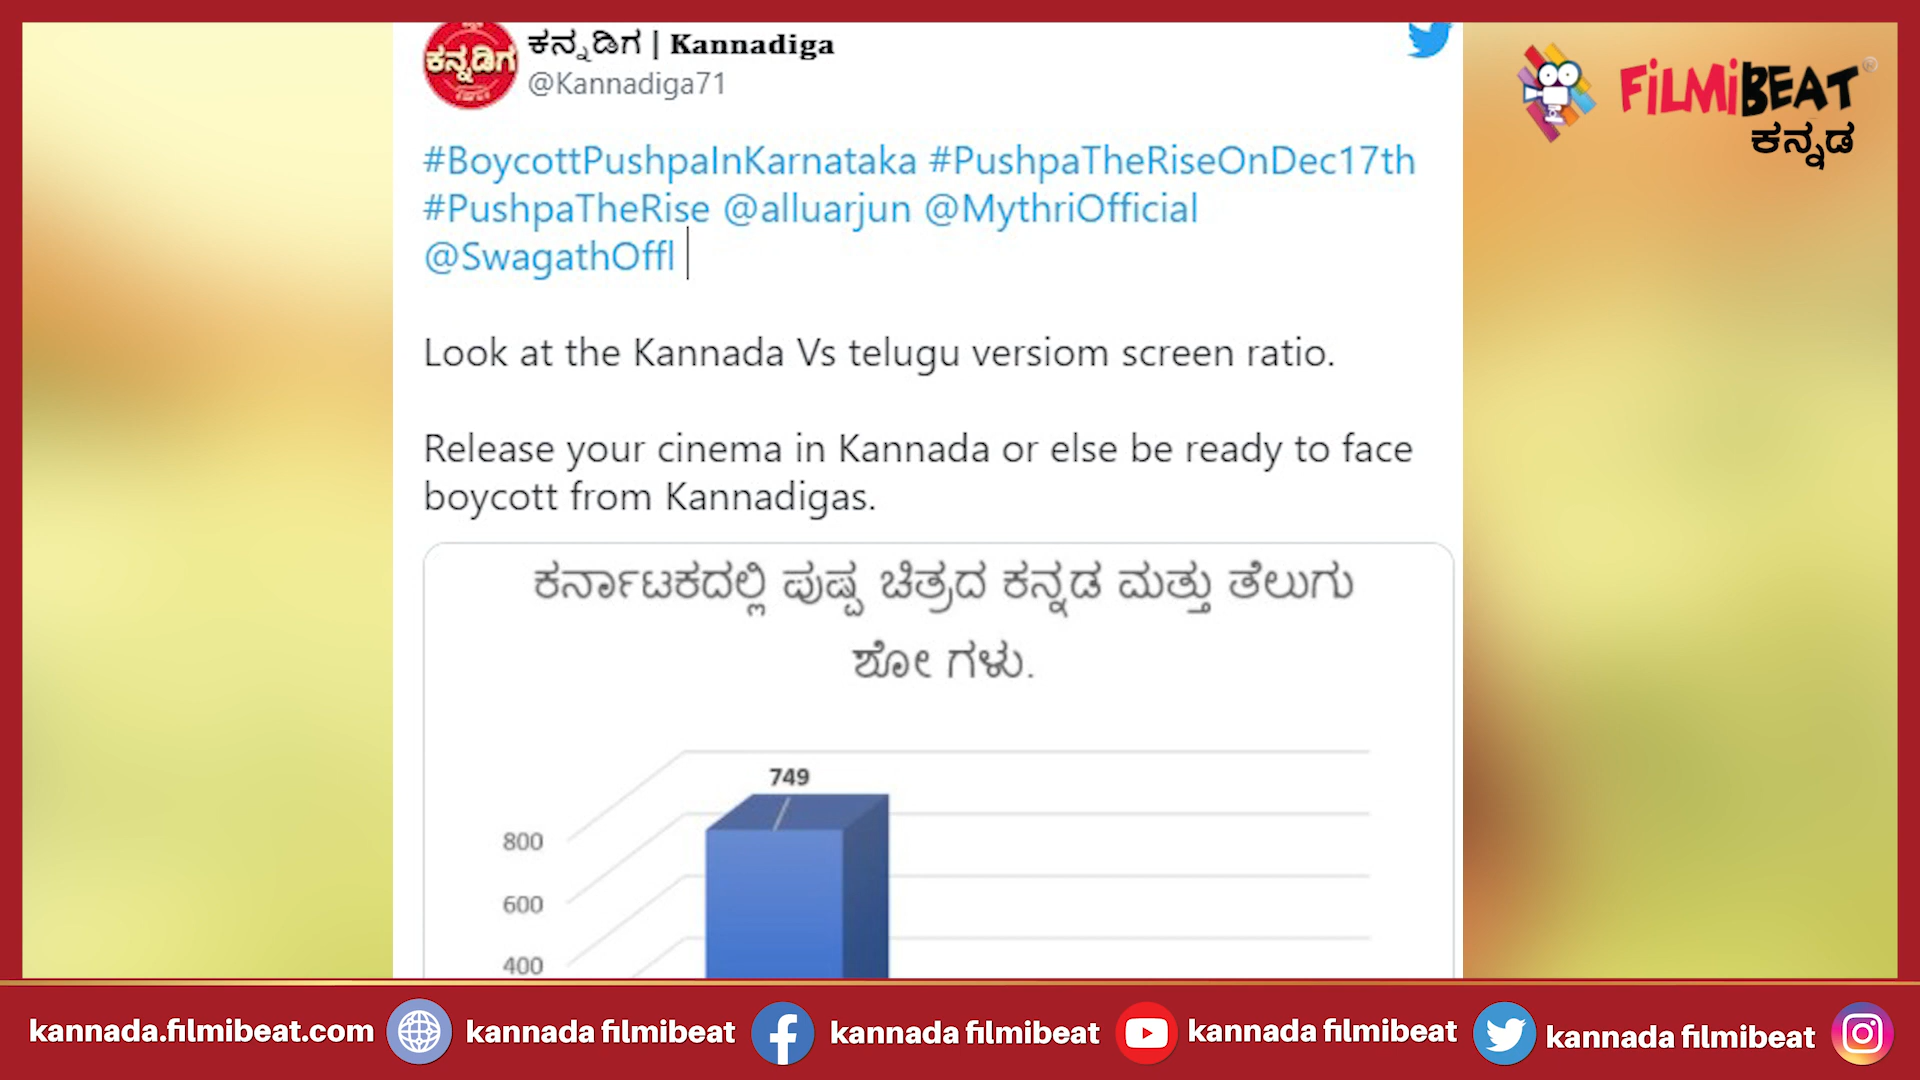 ಕನ್ನಡಿಗ | Kannadiga
ಕನ್ನಡಿಗ
@Kannadiga71
FiLMiBEAT
ಕನ್ನಡ
#BoycottPushpaInKarnataka #PushpaTheRiseOnDec17th
#PushpaTheRise @alluarjun @MythriOfficial
@SwagathOffl
Look at the Kannada Vs telugu versiom screen ratio.
Release your cinema in Kannada or else be ready to face
boycott from Kannadigas.
ಕರ್ನಾಟಕದಲ್ಲಿ ಪುಷ್ಪ ಚಿತ್ರದ ಕನ್ನಡ ಮತ್ತು ತೆಲುಗು
ಶೋ ಗಳು.
749
800
600
400
kannada.filmibeat.com kannada filmibeat kannada filmibeat kannada filmibeat kannada filmibeat